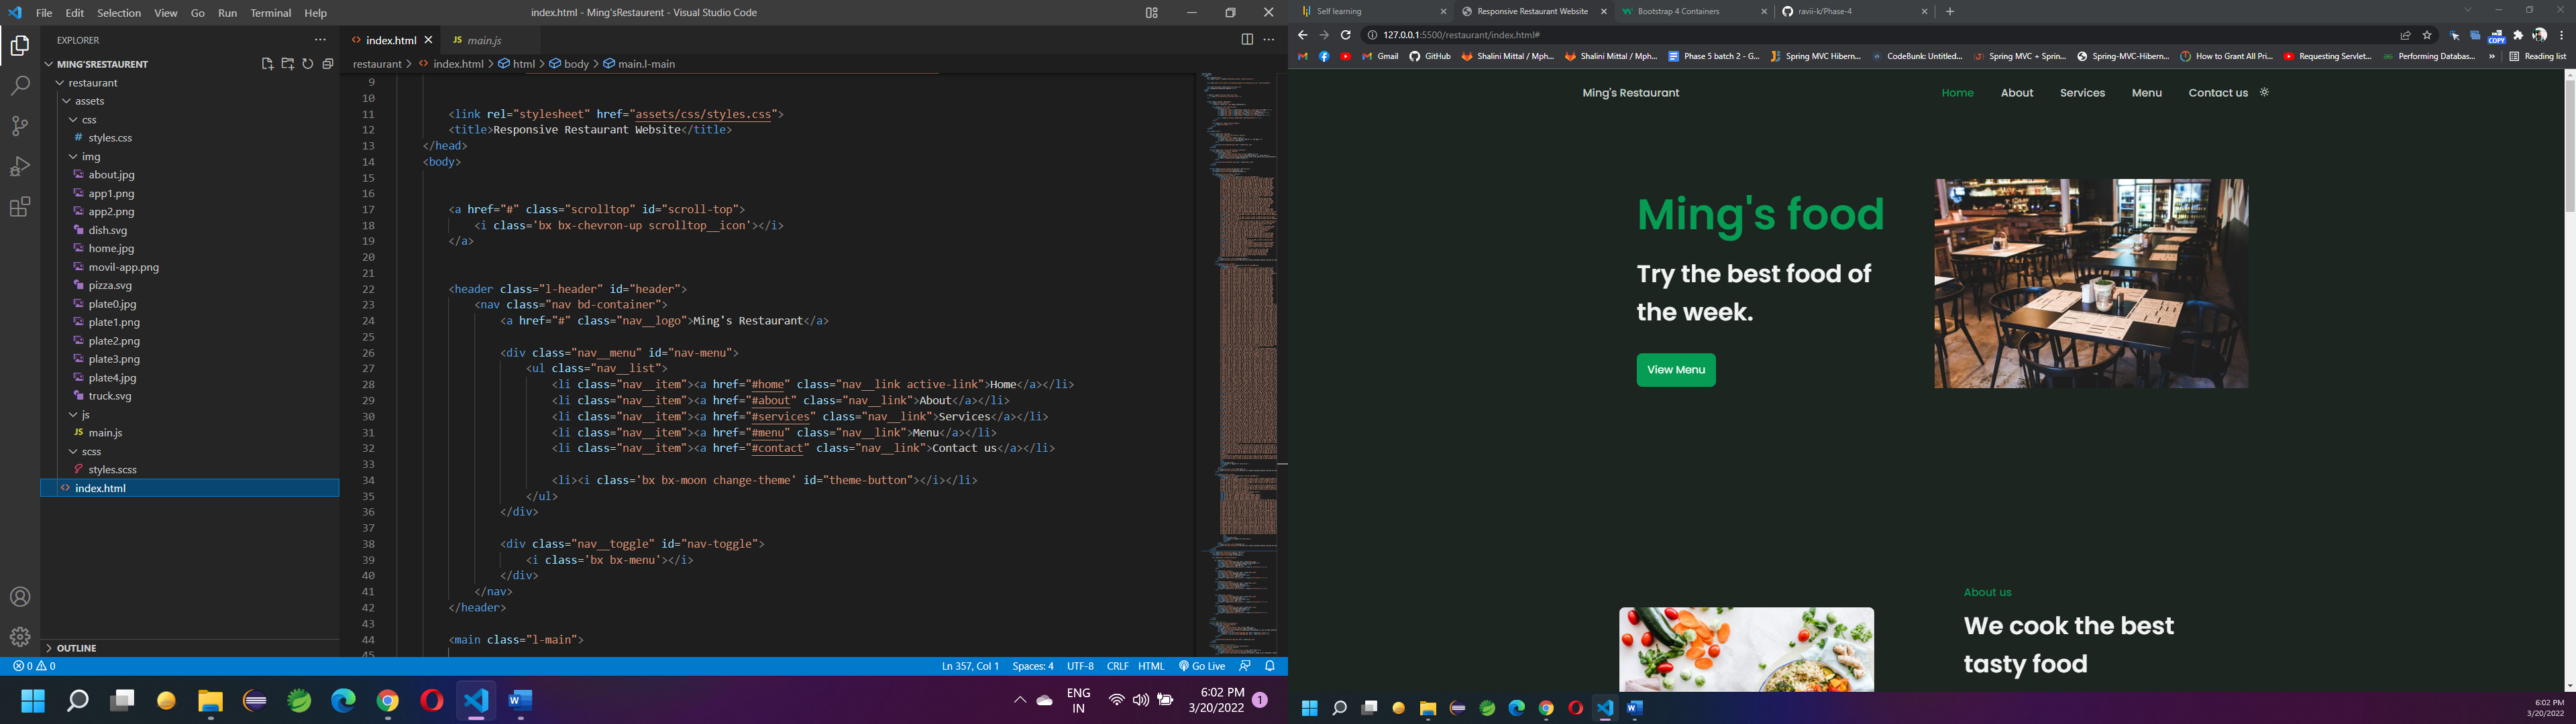 File Edit Selection View Go Run Terminal Help
index.html - Ming'sRestaurent - Visual Studio Code
EXPLORER
MING'SRESTAURENT
restaurant
assets
css
styles.css
img
about.jpg
app1.png
app2.png
dish.svg
home.jpg
movil-app.png
pizza.svg
plate0.jpg
plate1.png
plate2.png
plate3.png
plate4.jpg
truck.svg
js
JS main.js
scss
styles.scss
index.html
OUTLINE
index.html JS main.js
restaurant > index.html > html > body > main.l-main
9
10
11 <link rel="stylesheet" href="assets/css/styles.css">
12 <title>Responsive Restaurant Website</title>
13 </head>
14 <body>
15
16
17 <a href="#" class="scrolltop" id="scroll-top">
18 <i class='bx bx-chevron-up scrolltop__icon'></i>
19 </a>
20
21
22 <header class="l-header" id="header">
23 <nav class="nav bd-container">
24 <a href="#" class="nav__logo">Ming's Restaurant</a>
25
26 <div class="nav__menu" id="nav-menu">
27 <ul class="nav__list">
28 <li class="nav__item"><a href="#home" class="nav__link active-link">Home</a></li>
29 <li class="nav__item"><a href="#about" class="nav__link">About</a></li>
30 <li class="nav__item"><a href="#services" class="nav__link">Services</a></li>
31 <li class="nav__item"><a href="#menu" class="nav__link">Menu</a></li>
32 <li class="nav__item"><a href="#contact" class="nav__link">Contact us</a></li>
33
34 <li><i class='bx bx-moon change-theme' id="theme-button"></i></li>
35 </ul>
36 </div>
37
38 <div class="nav__toggle" id="nav-toggle">
39 <i class='bx bx-menu'></i>
40 </div>
41 </nav>
42 </header>
43
44 <main class="l-main">
45
0 0 Ln 357, Col 1 Spaces: 4 UTF-8 CRLF HTML Go Live
ENG
IN
6:02 PM
3/20/2022
1
Self learning Responsive Restaurant Website Bootstrap 4 Containers ravii-k/Phase-4
127.0.0.1:5500/restaurant/index.html#
COPY
Gmail GitHub Shalini Mittal / Mph... Shalini Mittal / Mph... Phase 5 batch 2 - G... Spring MVC Hibern... CodeBunk: Untitled... Spring MVC + Sprin... Spring-MVC-Hibern... How to Grant All Pri... Requesting Servlet... Performing Databas... » Reading list
Ming's Restaurant Home About Services Menu Contact us
Ming's food
Try the best food of
the week.
View Menu
About us
We cook the best
tasty food
6:02 PM
3/20/2022